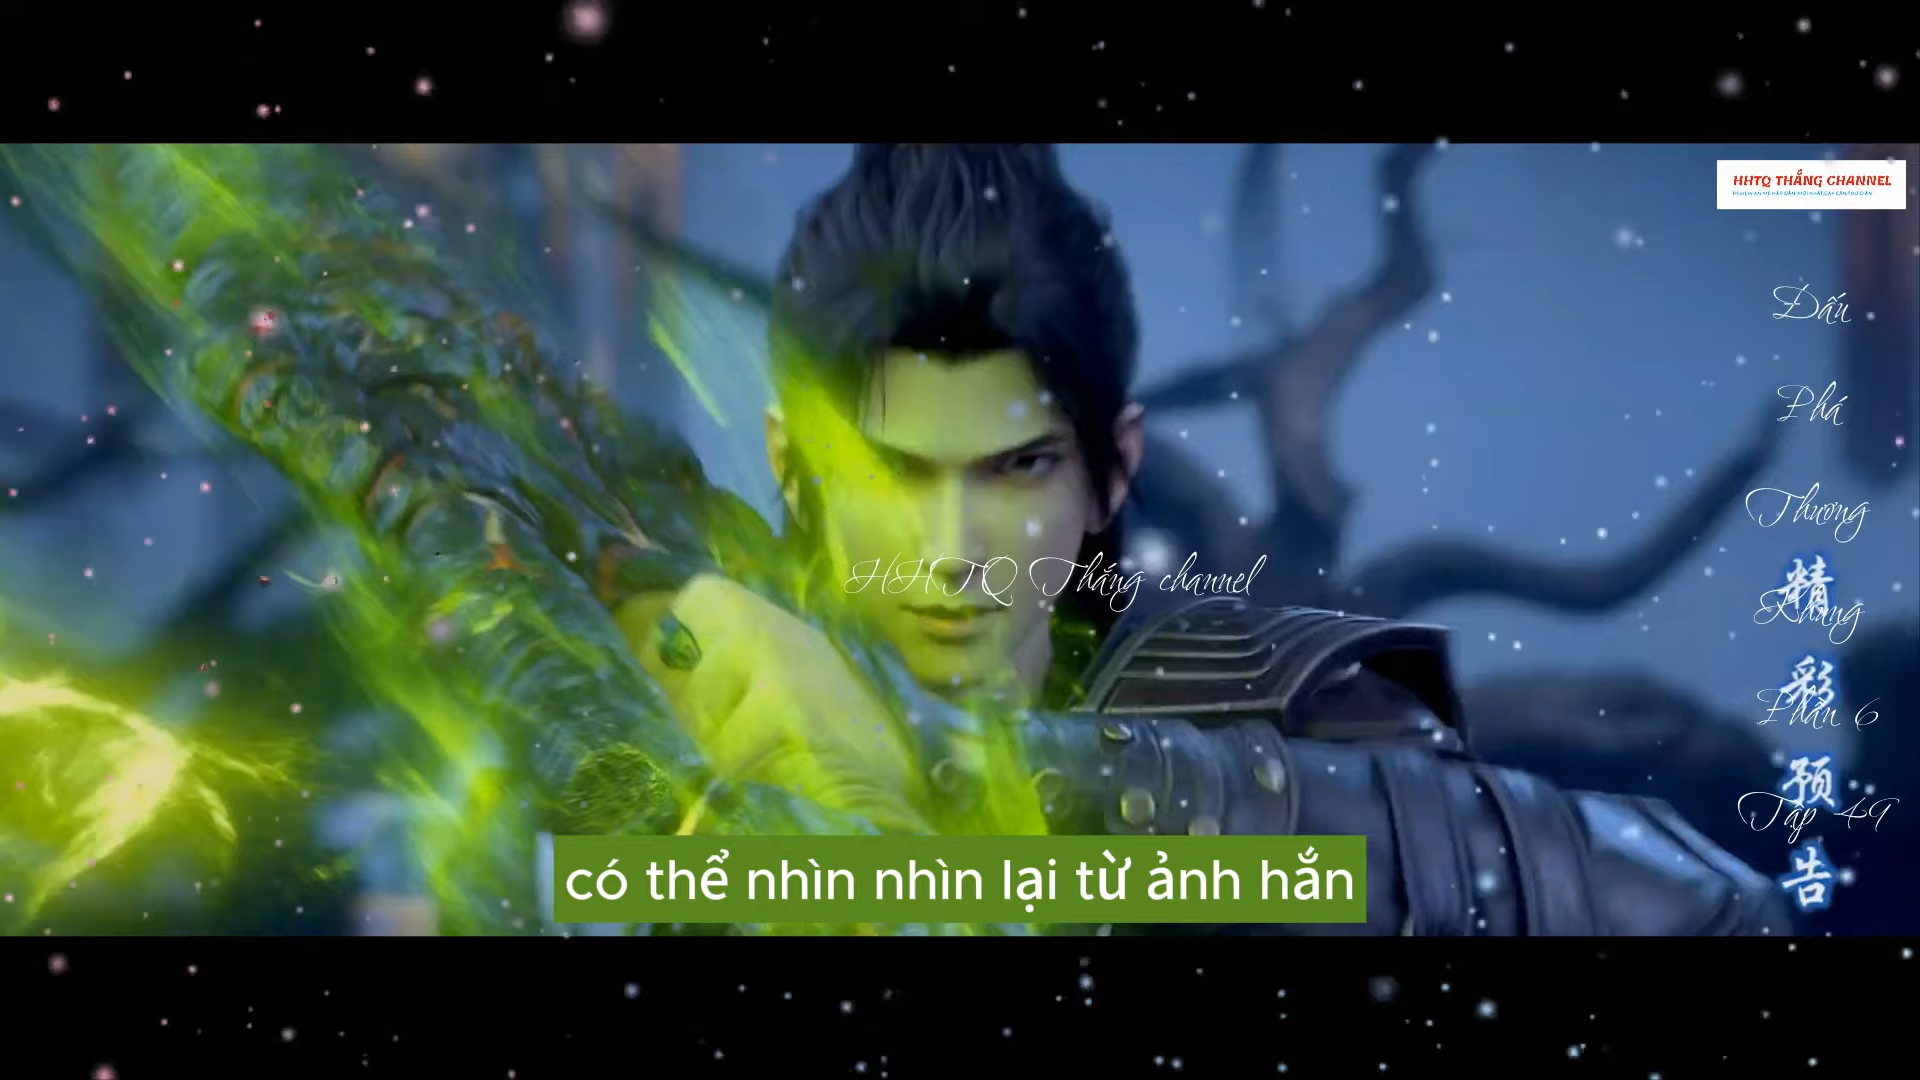 HHTQ THẮNG CHANNEL
Đấu
Phá
Thương
Khung
Phần 6
Tập 49
精彩预告
HHTQ Thắng channel
có thể nhìn nhìn lại từ ảnh hắn